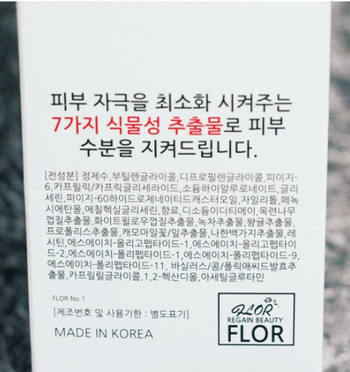 피부 자극을 최소화 시켜주는
7가지 식물성 추출물로 피부
수분을 지켜드립니다.
[전성분] 정제수,부틸렌글라이콜,디프로필렌글라이콜,피이지-
6,카프릴릭/카프릭글리세라이드,소듐하이알루로네이트,글리
세린,피이지-60하이드로제네이티드캐스터오일,자일리톨,페녹
시에탄올,에칠헥실글리세린,향료,디소듐이디티에이,목련나무
껍질추출물,화이트윌로우껍질추출물,녹차추출물,왕귤추출물,
프로폴리스추출물,캐모마일꽃/잎추출물,나한백가지추출물,레
시틴,에스에이치-올리고펩타이드-1,에스에이치-올리고펩타이
드-2,에스에이치-폴리펩타이드-1,에스에이치-폴리펩타이드-9,
에스에이치-폴리펩타이드-11, 바실러스/콩/폴릭애씨드발효추
출물,카프릴릴글라이콜,1,2-헥산디올,아세틸글루타민
FLOR No.1
[제조번호 및 사용기한 : 별도표기]
MADE IN KOREA
FLOR
REGAIN BEAUTY
FLOR